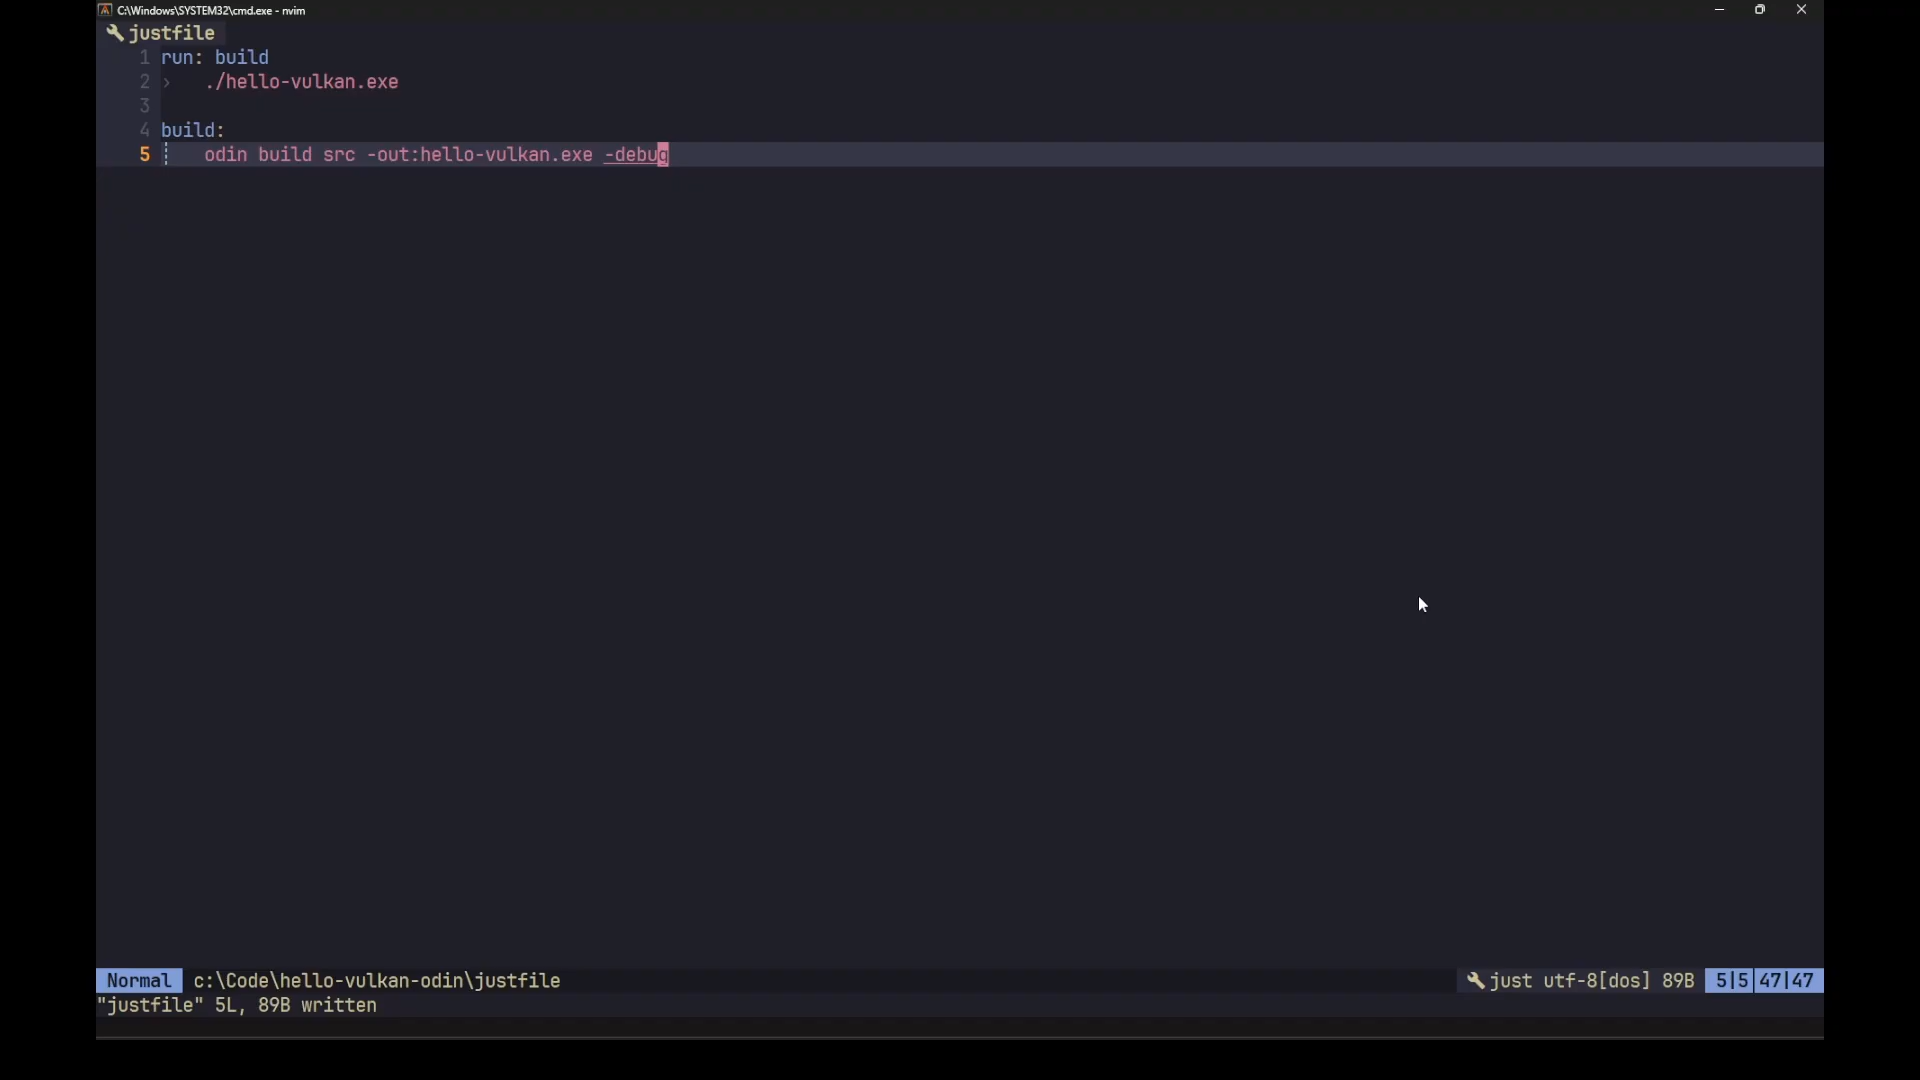 C:\Windows\SYSTEM32\cmd.exe - nvim
justfile
1 run: build
2 › ./hello-vulkan.exe
3
4 build:
5 odin build src -out:hello-vulkan.exe -debug
Normal c:\Code\hello-vulkan-odin\justfile just utf-8[dos] 89B 5|5 47|47
"justfile" 5L, 89B written